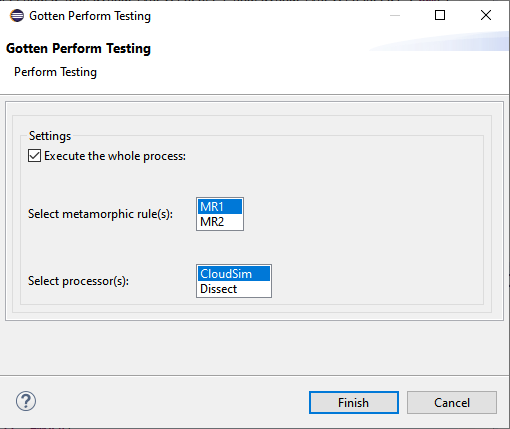 Gotten Perform Testing
Gotten Perform Testing
Perform Testing
Settings
Execute the whole process:
Select metamorphic rule(s):
MR1
MR2
Select processor(s):
CloudSim
Dissect
?
Finish
Cancel